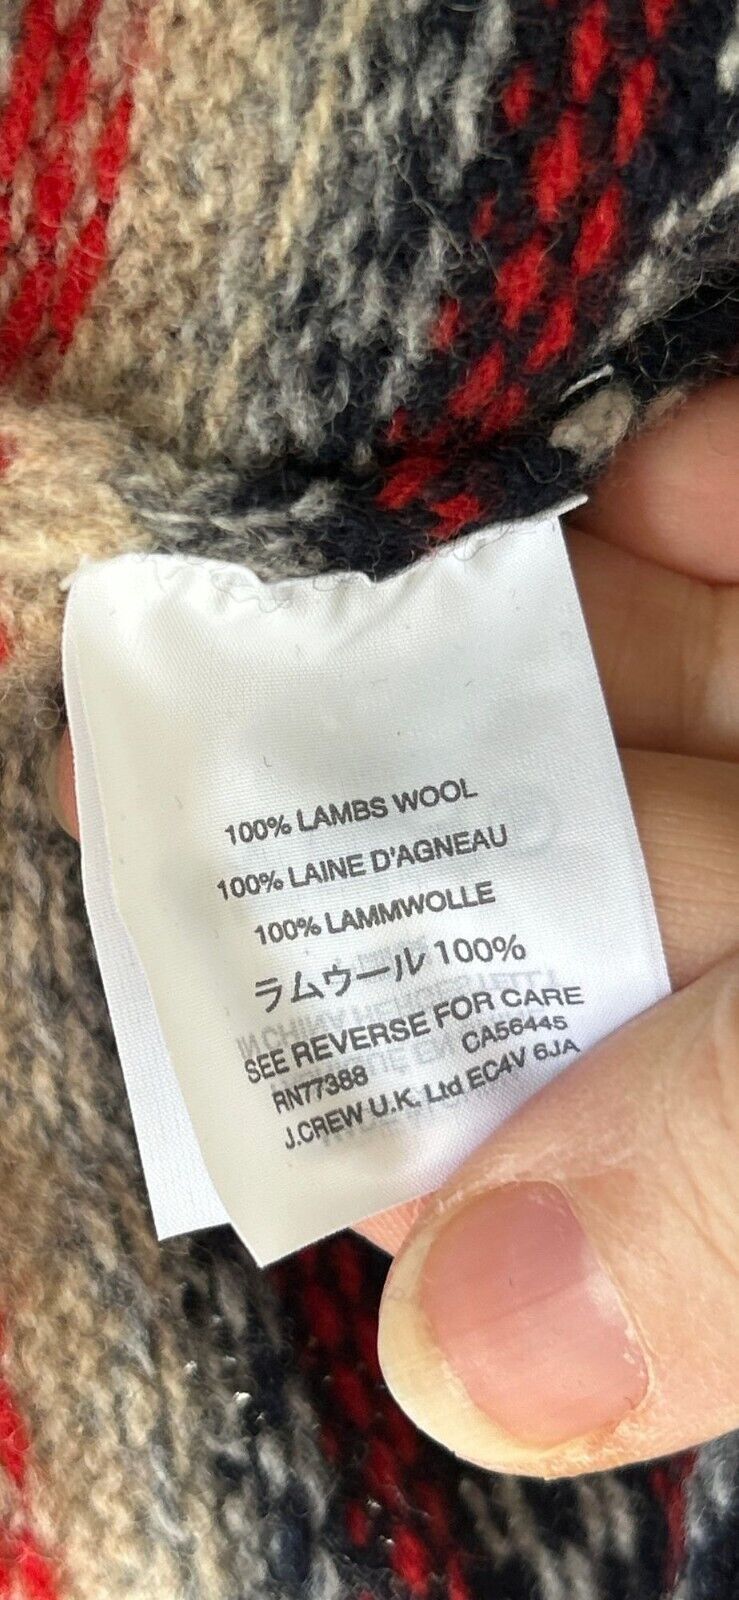 100% LAMBS WOOL
100% LAINE D'AGNEAU
100% LAMMWOLLE
ラムウール 100%
SEE REVERSE FOR CARE
RN77388 CA56445
J.CREW U.K. Ltd EC4V 6JA